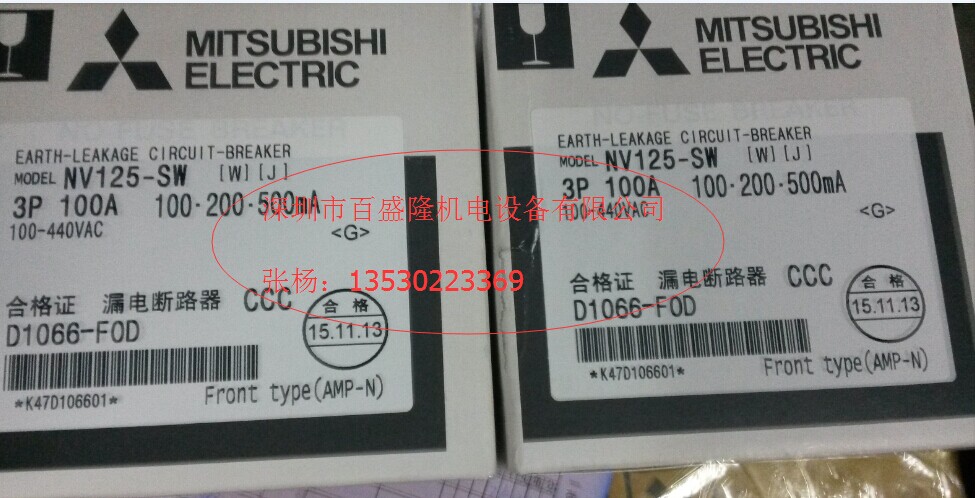 MITSUBISHI
ELECTRIC
EARTH-LEAKAGE CIRCUIT-BREAKER
MODEL NV125-SW [W][J]
3P 100A 100·200·500mA
100-440VAC
<G>
合格证 漏电断路器 CCC
D1066-F0D
合格
15.11.13
*K47D106601*
Front type(AMP-N)
MITSUBISHI
ELECTRIC
EARTH-LEAKAGE CIRCUIT-BREAKER
MODEL NV125-SW [W][J]
3P 100A 100·200·500mA
100-440VAC
<G>
合格证 漏电断路器 CCC
D1066-F0D
合格
15.11.13
*K47D106601*
Front type(AMP-N)
深圳市百盛隆机电设备有限公司
张杨：13530223369